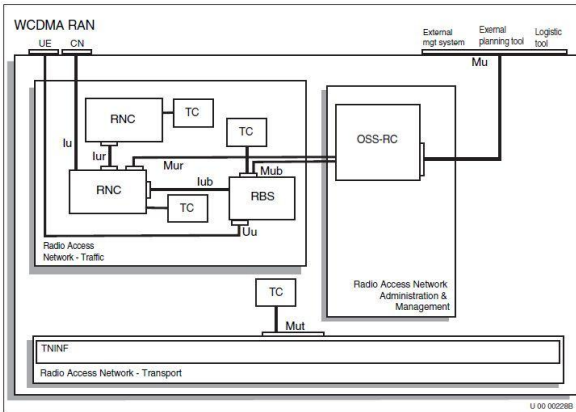 WCDMA RAN
UE
CN
External
mgt system
Exernal
planning tool
Logistic
tool
Mu
RNC
TC
TC
OSS-RC
Iu
Iur
Mur
Mub
Iub
RNC
RBS
TC
Uu
Radio Access
Network - Traffic
TC
Radio Access Network
Administration &
Management
Mut
TNINF
Radio Access Network - Transport
U 00 00228B